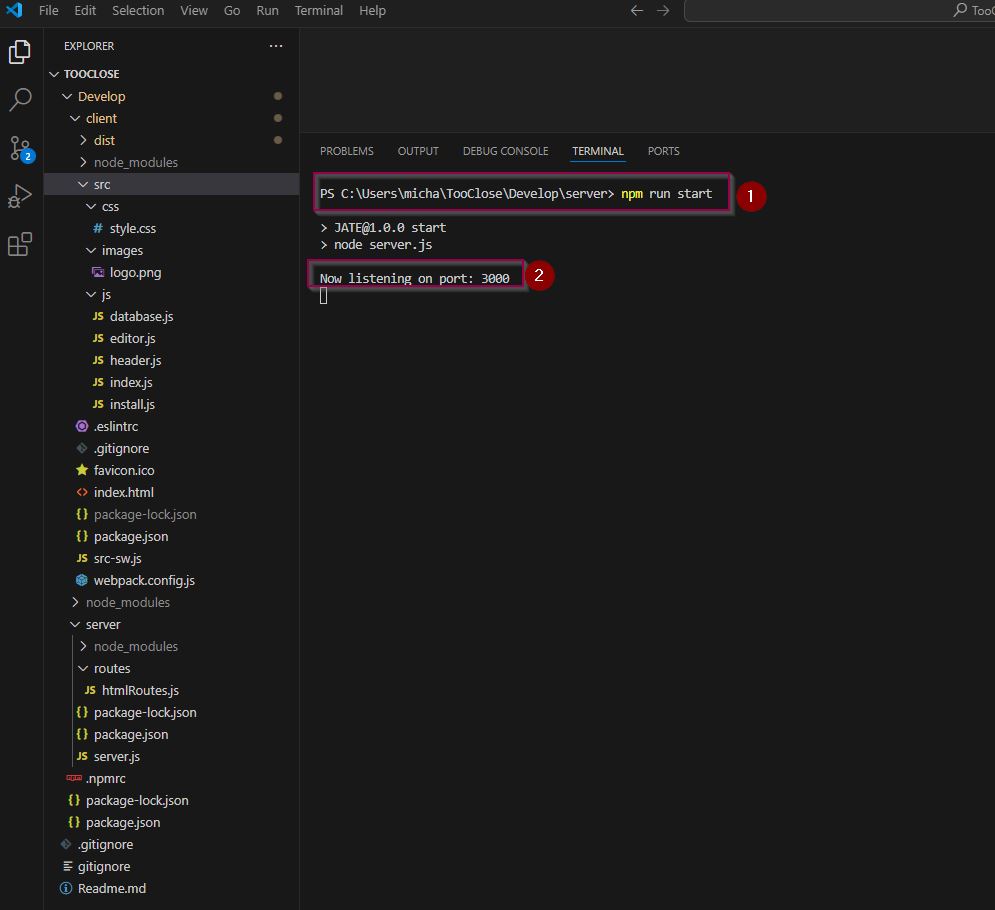 File Edit Selection View Go Run Terminal Help
TooC
EXPLORER
TOOCLOSE
Develop
client
dist
node_modules
src
css
# style.css
images
logo.png
js
JS database.js
JS editor.js
JS header.js
JS index.js
JS install.js
.eslintrc
.gitignore
favicon.ico
<> index.html
{} package-lock.json
{} package.json
JS src-sw.js
webpack.config.js
node_modules
server
node_modules
routes
JS htmlRoutes.js
{} package-lock.json
{} package.json
JS server.js
npm .npmrc
{} package-lock.json
{} package.json
.gitignore
gitignore
Readme.md
2
PROBLEMS OUTPUT DEBUG CONSOLE TERMINAL PORTS
PS C:\Users\micha\TooClose\Develop\server> npm run start
1
> JATE@1.0.0 start
> node server.js
Now listening on port: 3000
2